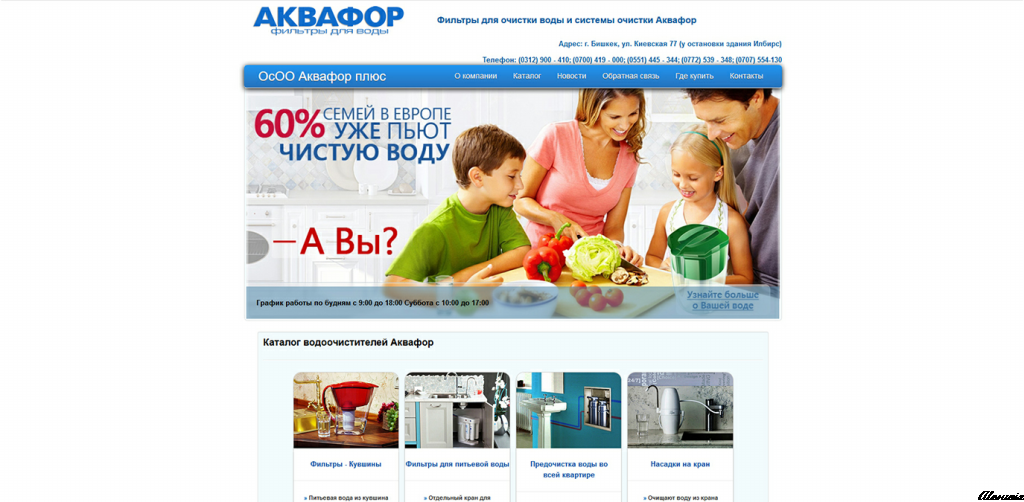 АКВАФОР
фильтры для воды
Фильтры для очистки воды и системы очистки Аквафор
Адрес: г. Бишкек, ул. Киевская 77 (у остановки здания Илбирс)
Телефон: (0312) 900 - 410; (0700) 419 - 000; (0551) 445 - 344; (0772) 539 - 348; (0707) 554-130
ОсОО Аквафор плюс
О компании Каталог Новости Обратная связь Где купить Контакты
60% СЕМЕЙ В ЕВРОПЕ
УЖЕ ПЬЮТ
ЧИСТУЮ ВОДУ
—А Вы?
График работы по будням с 9:00 до 18:00 Суббота с 10:00 до 17:00
Узнайте больше
о Вашей воде
Каталог водоочистителей Аквафор
Фильтры - Кувшины
Фильтры для питьевой воды
Предочистка воды во
всей квартире
Насадки на кран
» Питьевая вода из кувшина
» Отдельный кран для
» Очищают воду из крана